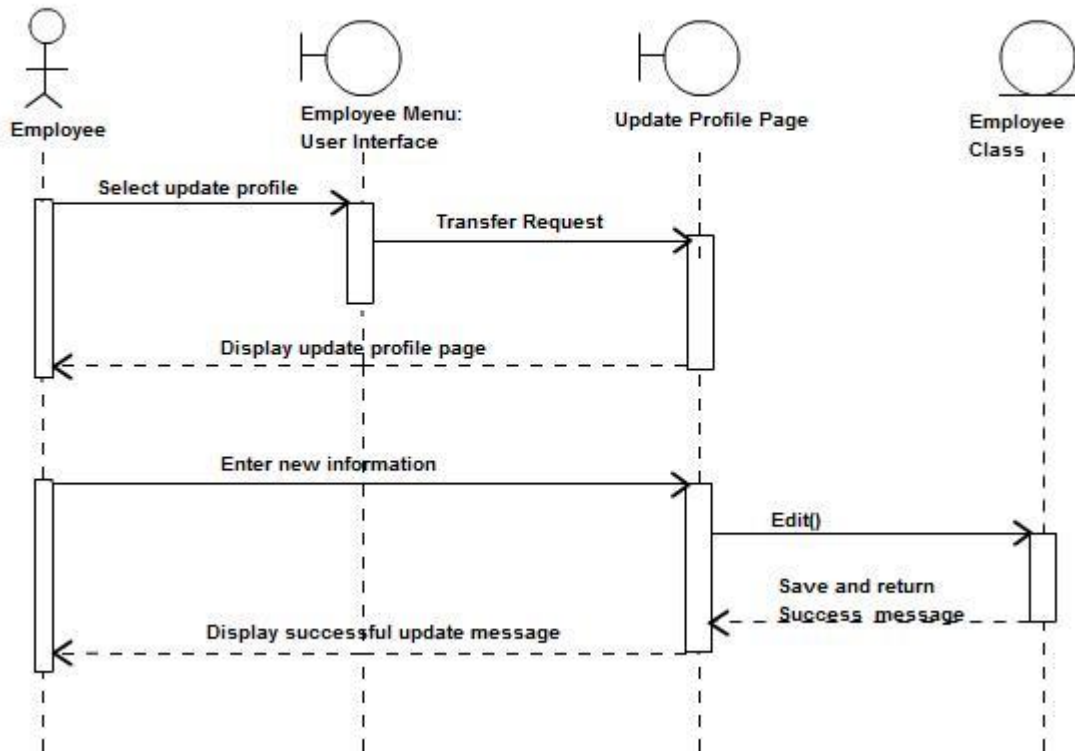 Employee
Employee Menu:
User Interface
Update Profile Page
Employee
Class
Select update profile
Transfer Request
Display update profile page
Enter new information
Edit()
Save and return
Success message
Display successful update message